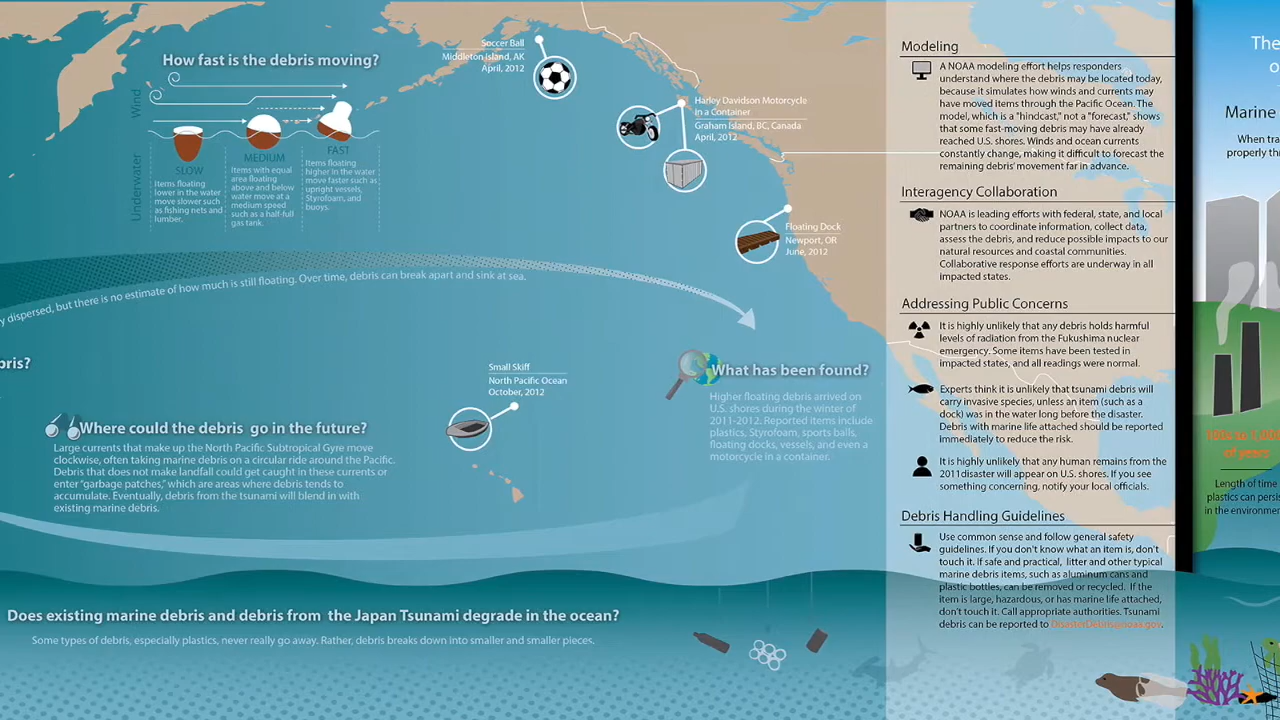 How fast is the debris moving?
Wind
Underwater
SLOW
Items floating
lower in the water
move slower such
as fishing nets and
lumber.
MEDIUM
Items with equal
area floating
above and below
water move at a
medium speed
such as a half-full
gas tank.
FAST
Items floating
higher in the water
move faster such as
upright vessels,
Styrofoam, and
buoys.
Soccer Ball
Middleton Island, AK
April, 2012
Harley Davidson Motorcycle
in a Container
Graham Island, BC, Canada
April, 2012
Floating Dock
Newport, OR
June, 2012
y dispersed, but there is no estimate of how much is still floating. Over time, debris can break apart and sink at sea.
bris?
Small Skiff
North Pacific Ocean
October, 2012
What has been found?
Higher floating debris arrived on
U.S. shores during the winter of
2011-2012. Reported items include
plastics, Styrofoam, sports balls,
floating docks, vessels, and even a
motorcycle in a container.
Where could the debris go in the future?
Large currents that make up the North Pacific Subtropical Gyre move
clockwise, often taking marine debris on a circular ride around the Pacific.
Debris that does not make landfall could get caught in these currents or
enter “garbage patches,” which are areas where debris tends to
accumulate. Eventually, debris from the tsunami will blend in with
existing marine debris.
Does existing marine debris and debris from the Japan Tsunami degrade in the ocean?
Some types of debris, especially plastics, never really go away. Rather, debris breaks down into smaller and smaller pieces.
Modeling
A NOAA modeling effort helps responders
understand where the debris may be located today,
because it simulates how winds and currents may
have moved items through the Pacific Ocean. The
model, which is a "hindcast," not a "forecast," shows
that some fast-moving debris may have already
reached U.S. shores. Winds and ocean currents
constantly change, making it difficult to forecast the
remaining debris' movement far in advance.
Interagency Collaboration
NOAA is leading efforts with federal, state, and local
partners to coordinate information, collect data,
assess the debris, and reduce possible impacts to our
natural resources and coastal communities.
Collaborative response efforts are underway in all
impacted states.
Addressing Public Concerns
It is highly unlikely that any debris holds harmful
levels of radiation from the Fukushima nuclear
emergency. Some items have been tested in
impacted states, and all readings were normal.
Experts think it is unlikely that tsunami debris will
carry invasive species, unless an item (such as a
dock) was in the water long before the disaster.
Debris with marine life attached should be reported
immediately to reduce the risk.
It is highly unlikely that any human remains from the
2011disaster will appear on U.S. shores. If you see
something concerning, notify your local officials.
Debris Handling Guidelines
Use common sense and follow general safety
guidelines. If you don't know what an item is, don't
touch it. If safe and practical, litter and other typical
marine debris items, such as aluminum cans and
plastic bottles, can be removed or recycled. If the
item is large, hazardous, or has marine life attached,
don't touch it. Call appropriate authorities. Tsunami
debris can be reported to DisasterDebris@noaa.gov.
The
o
Marine
When tra
properly th
of years
Length of time
plastics can persis
in the environmen